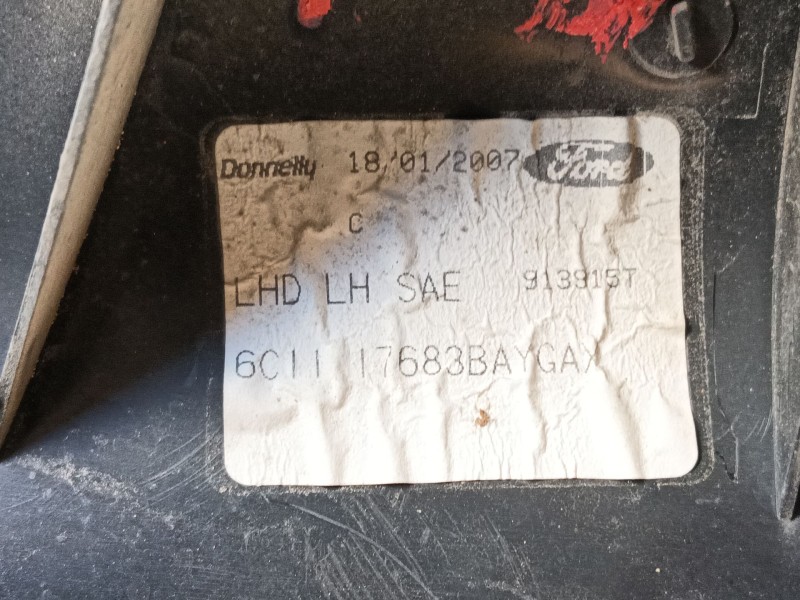 Donnelly 18/01/2007 Ford
C
LHD LH SAE 913915T
6C11 17683BAYGAX